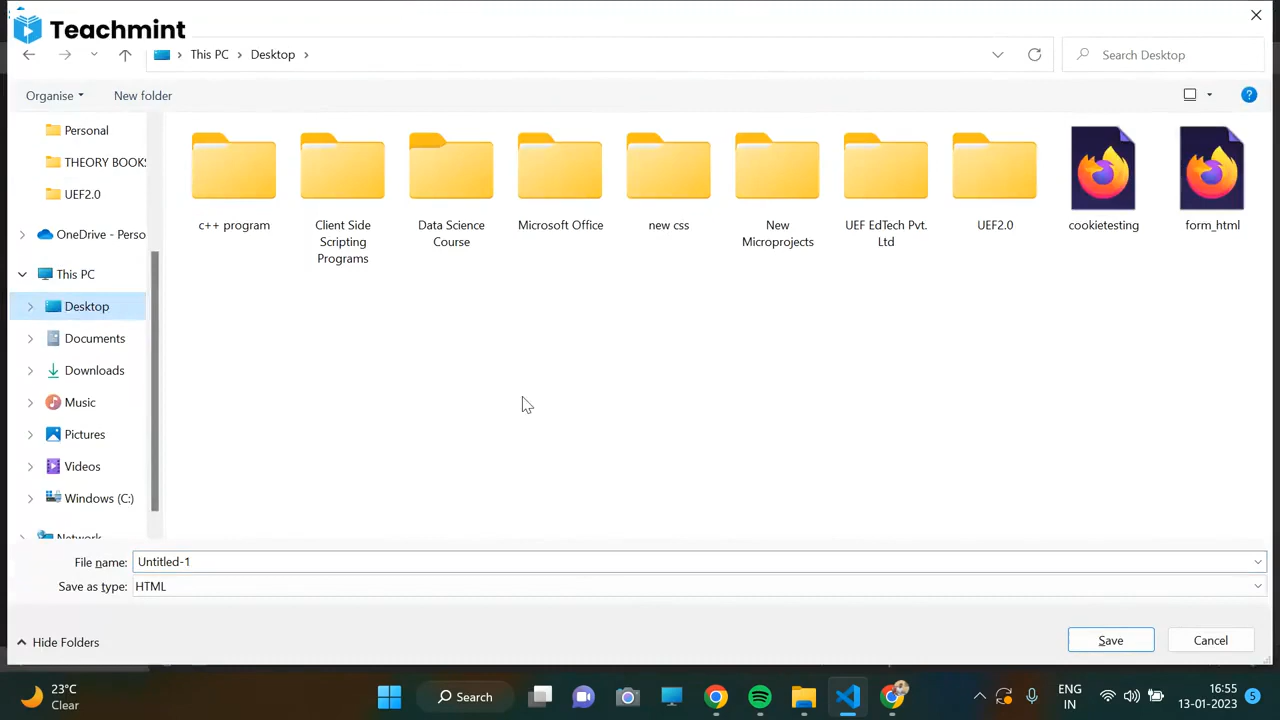 Teachmint
This PC > Desktop >
Search Desktop
Organise
New folder
Personal
THEORY BOOKS
UEF2.0
OneDrive - Perso
This PC
Desktop
Documents
Downloads
Music
Pictures
Videos
Windows (C:)
Network
c++ program
Client Side
Scripting
Programs
Data Science
Course
Microsoft Office
new css
New
Microprojects
UEF EdTech Pvt.
Ltd
UEF2.0
cookietesting
form_html
File name: Untitled-1
Save as type: HTML
Hide Folders
Save
Cancel
23°C
Clear
Search
ENG
IN
16:55
13-01-2023
5